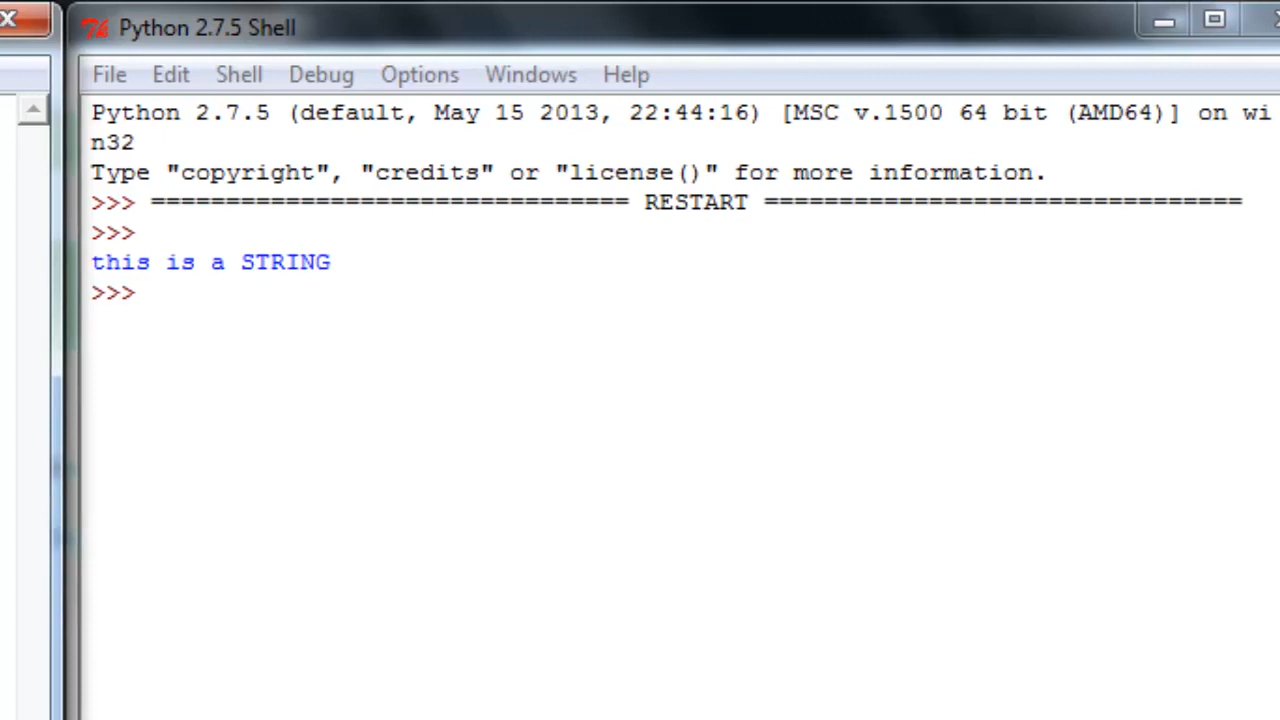 Python 2.7.5 Shell
File Edit Shell Debug Options Windows Help
Python 2.7.5 (default, May 15 2013, 22:44:16) [MSC v.1500 64 bit (AMD64)] on wi
n32
Type "copyright", "credits" or "license()" for more information.
>>> ================================ RESTART ================================
>>>
this is a STRING
>>>